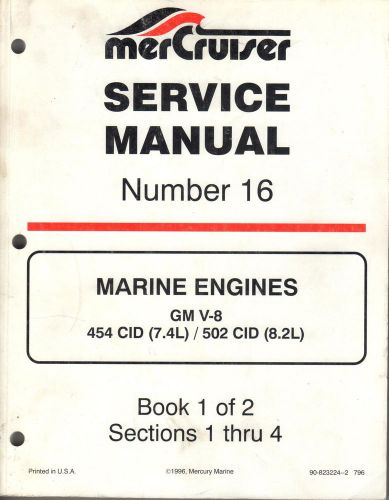 merCruiser
SERVICE
MANUAL
Number 16
MARINE ENGINES
GM V-8
454 CID (7.4L) / 502 CID (8.2L)
Book 1 of 2
Sections 1 thru 4
Printed in U.S.A. ©1996, Mercury Marine 90-823224--2 796